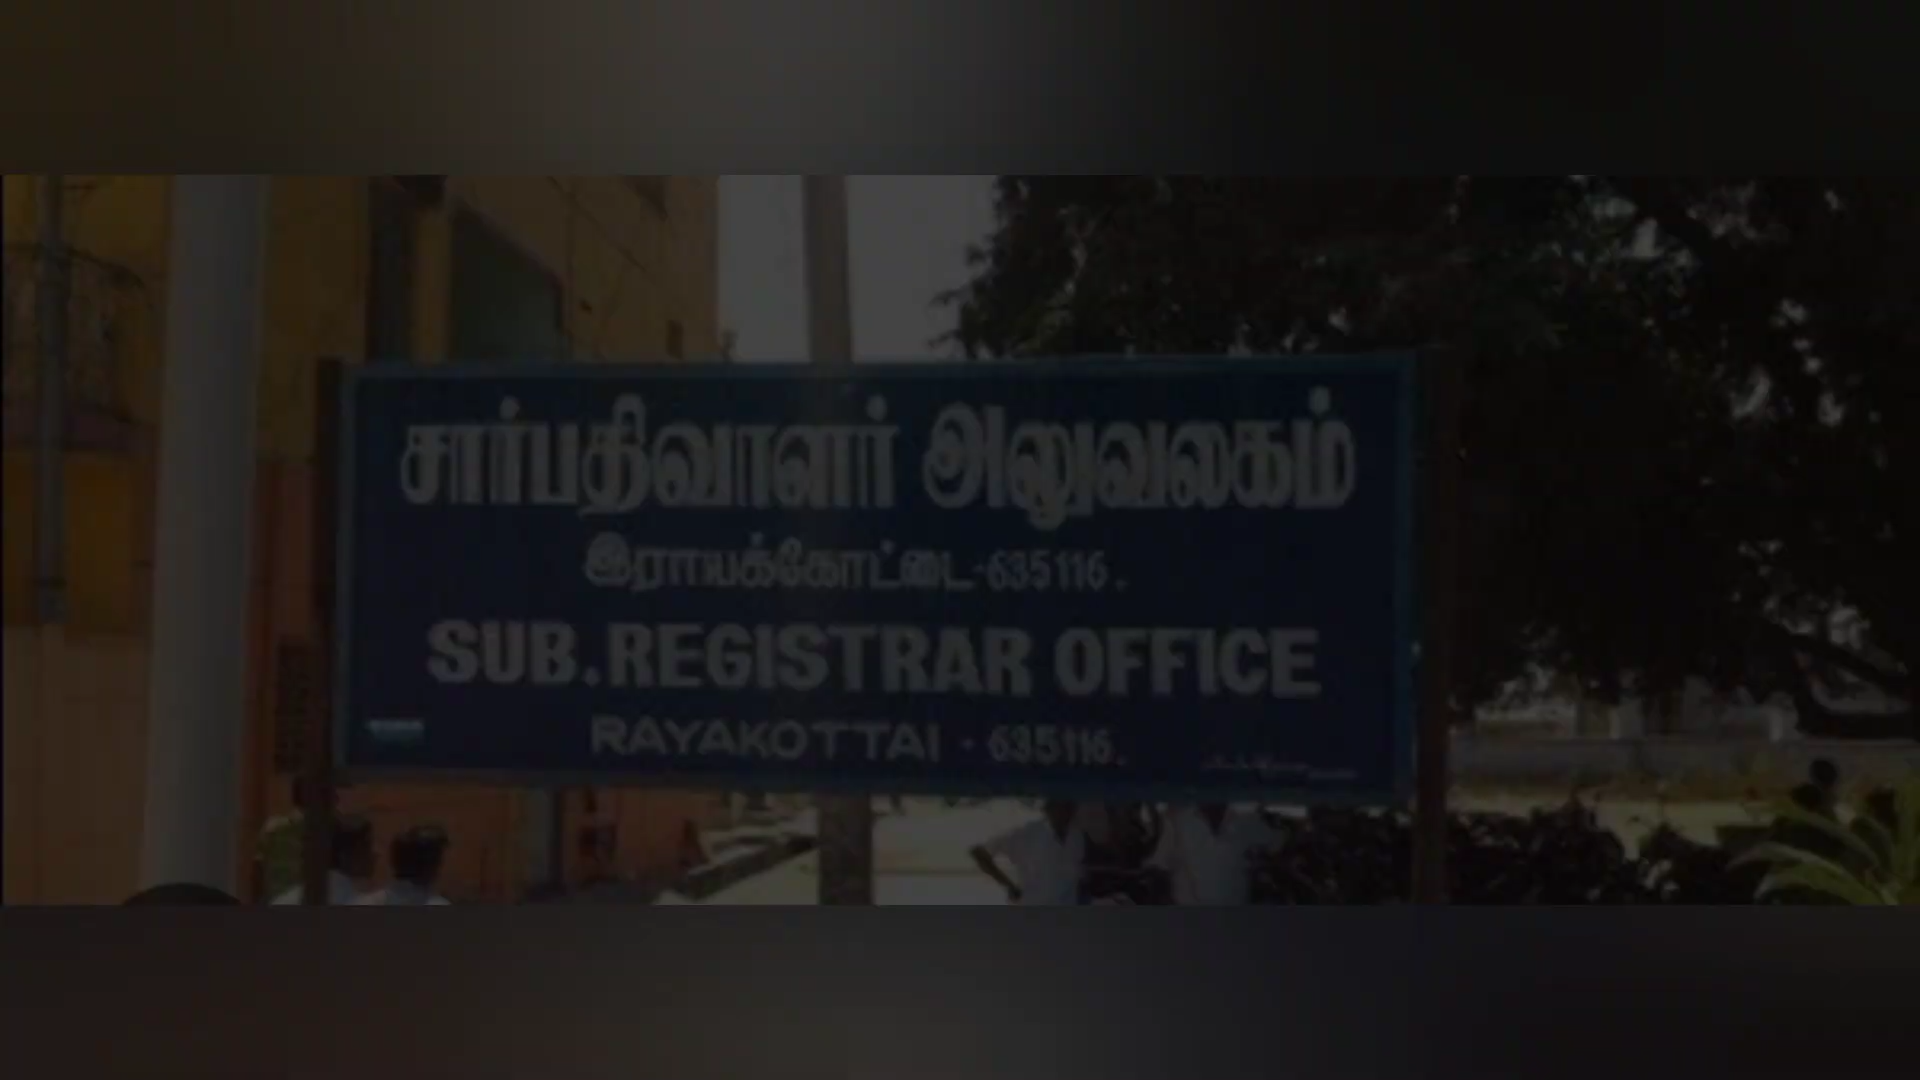 சார்பதிவாளர் அலுவலகம்
இராயக்கோட்டை-635116.
SUB.REGISTRAR OFFICE
RAYAKOTTAI - 635116.